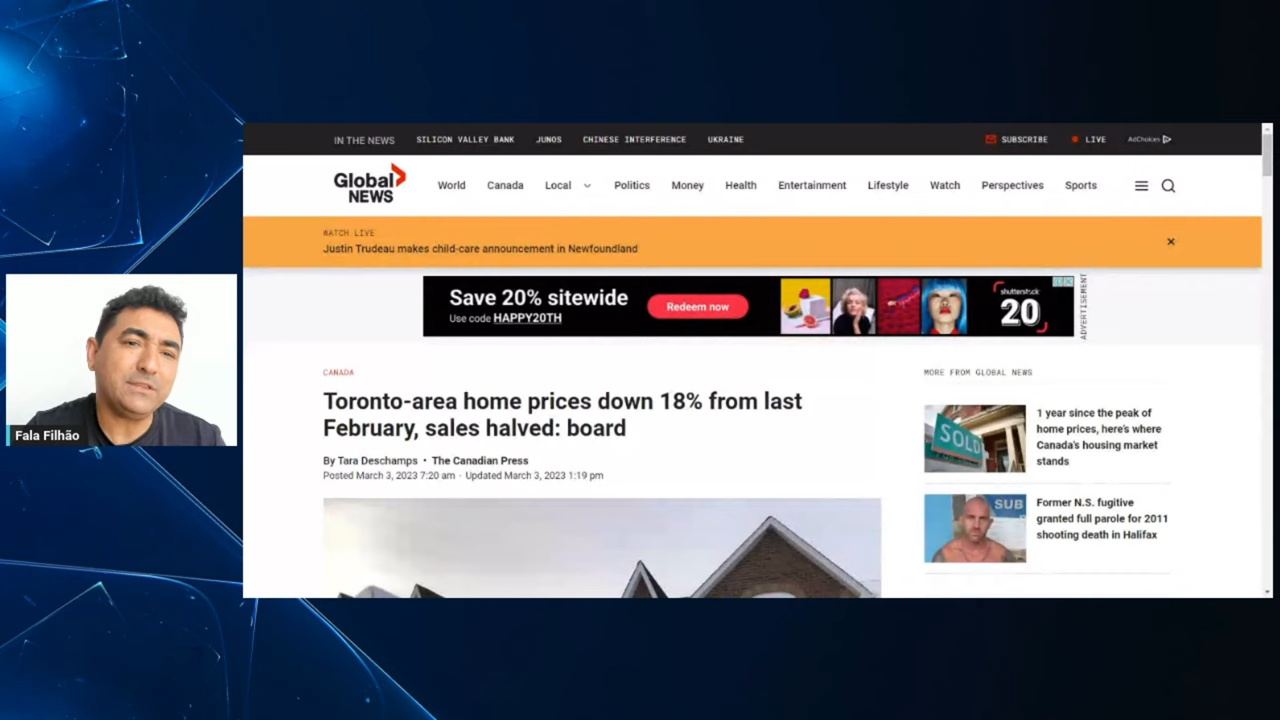 IN THE NEWS SILICON VALLEY BANK JUNOS CHINESE INTERFERENCE UKRAINE SUBSCRIBE LIVE AdChoices
Global NEWS
World Canada Local Politics Money Health Entertainment Lifestyle Watch Perspectives Sports
WATCH LIVE
Justin Trudeau makes child-care announcement in Newfoundland
Save 20% sitewide
Use code HAPPY20TH
Redeem now
shutterstock
20
ADVERTISEMENT
CANADA
Toronto-area home prices down 18% from last
February, sales halved: board
By Tara Deschamps • The Canadian Press
Posted March 3, 2023 7:20 am · Updated March 3, 2023 1:19 pm
MORE FROM GLOBAL NEWS
SOLD
1 year since the peak of
home prices, here's where
Canada's housing market
stands
SUB
Former N.S. fugitive
granted full parole for 2011
shooting death in Halifax
Fala Filhão